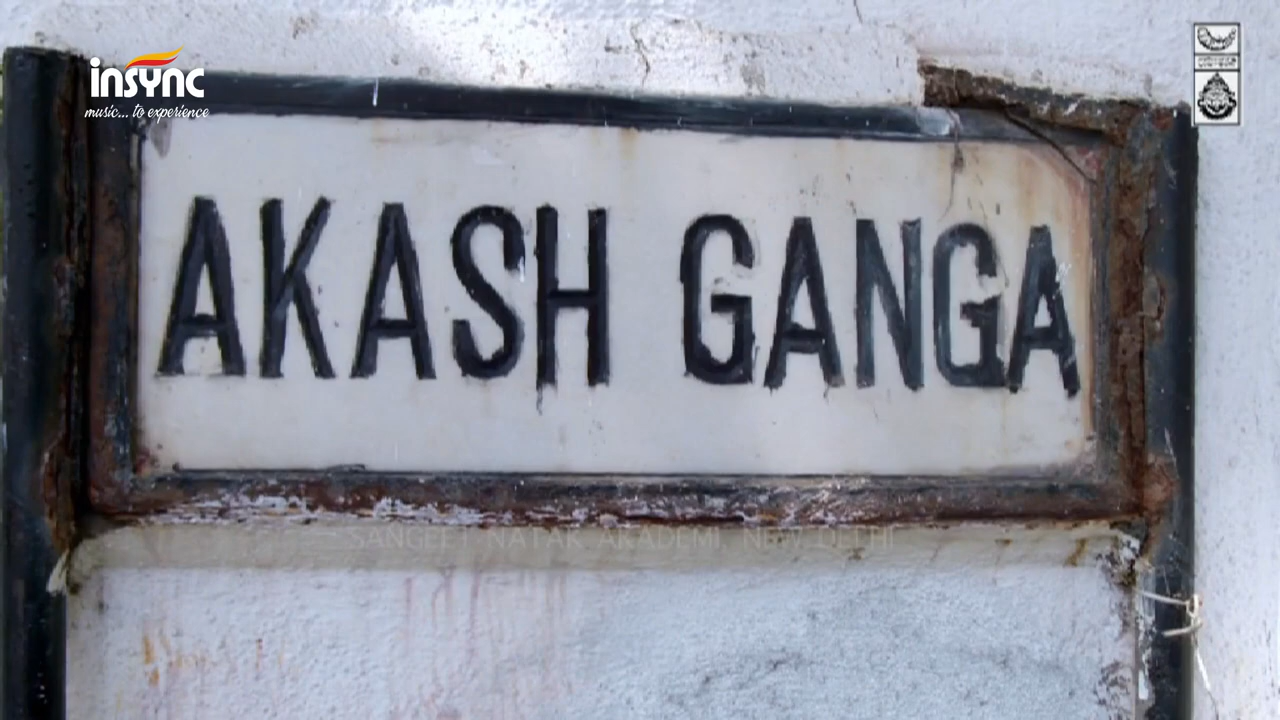 insync
music... to experience
AKASH GANGA
SANGEET NATAK AKADEMI, NEW DELHI